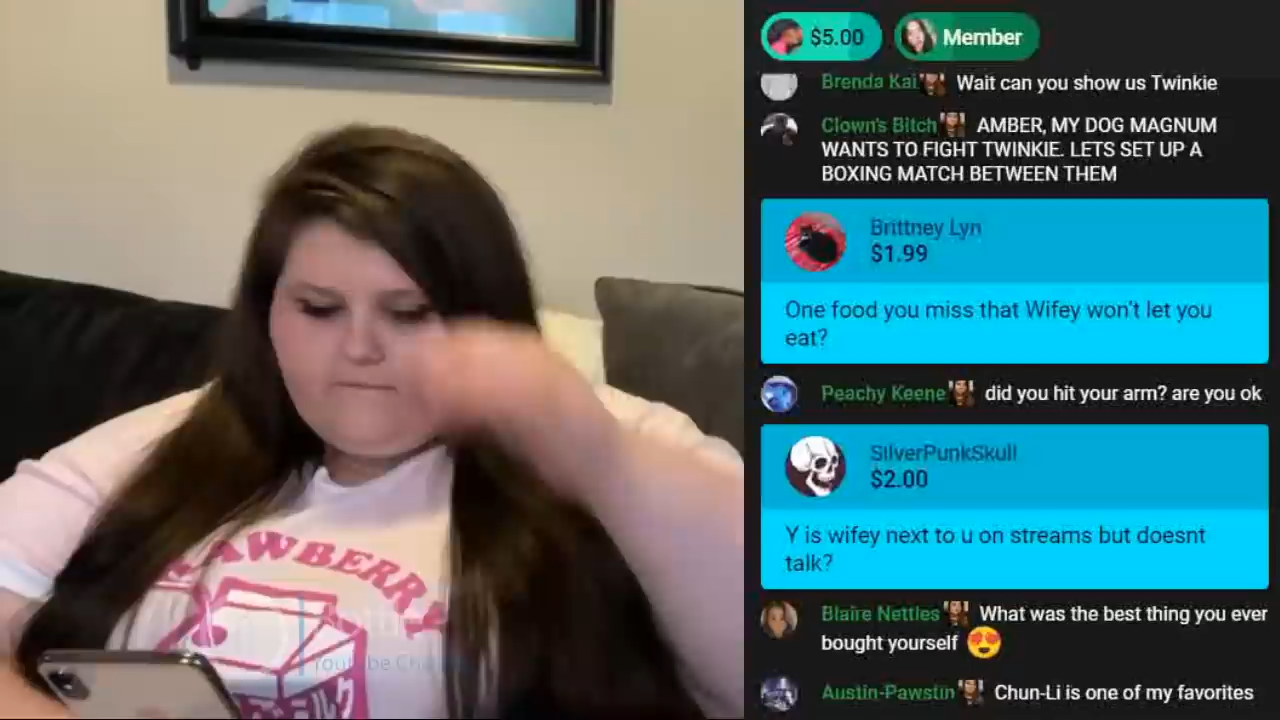 $5.00 Member
Brenda Kai Wait can you show us Twinkie
Clown's Bitch AMBER, MY DOG MAGNUM
WANTS TO FIGHT TWINKIE. LETS SET UP A
BOXING MATCH BETWEEN THEM
Brittney Lyn
$1.99
One food you miss that Wifey won't let you
eat?
Peachy Keene did you hit your arm? are you ok
SilverPunkSkull
$2.00
Y is wifey next to u on streams but doesnt
talk?
Blaire Nettles What was the best thing you ever
bought yourself 😍
Austin-Pawstin Chun-Li is one of my favorites